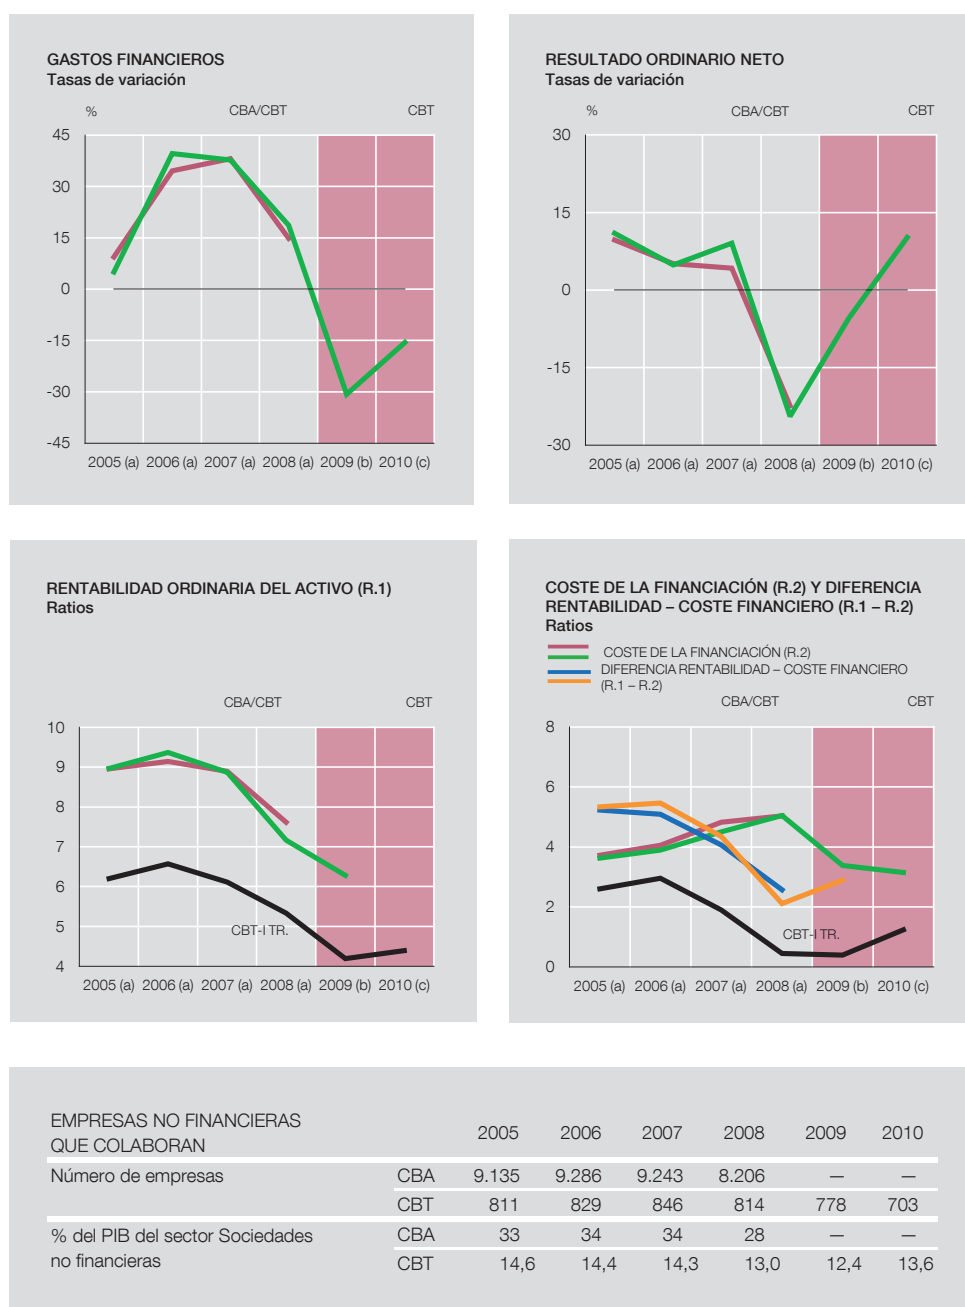 GASTOS FINANCIEROS
Tasas de variación
% CBA/CBT CBT
45
30
15
0
-15
-30
-45
2005 (a) 2006 (a) 2007 (a) 2008 (a) 2009 (b) 2010 (c)
RESULTADO ORDINARIO NETO
Tasas de variación
% CBA/CBT CBT
30
15
0
-15
-30
2005 (a) 2006 (a) 2007 (a) 2008 (a) 2009 (b) 2010 (c)
RENTABILIDAD ORDINARIA DEL ACTIVO (R.1)
Ratios
CBA/CBT CBT
10
9
8
7
6
5
4
CBT-I TR.
2005 (a) 2006 (a) 2007 (a) 2008 (a) 2009 (b) 2010 (c)
COSTE DE LA FINANCIACIÓN (R.2) Y DIFERENCIA
RENTABILIDAD – COSTE FINANCIERO (R.1 – R.2)
Ratios
COSTE DE LA FINANCIACIÓN (R.2)
DIFERENCIA RENTABILIDAD – COSTE FINANCIERO
(R.1 – R.2)
CBA/CBT CBT
8
6
4
2
0
CBT-I TR.
2005 (a) 2006 (a) 2007 (a) 2008 (a) 2009 (b) 2010 (c)
EMPRESAS NO FINANCIERAS
QUE COLABORAN 2005 2006 2007 2008 2009 2010
Número de empresas CBA 9.135 9.286 9.243 8.206 — —
CBT 811 829 846 814 778 703
% del PIB del sector Sociedades CBA 33 34 34 28 — —
no financieras CBT 14,6 14,4 14,3 13,0 12,4 13,6